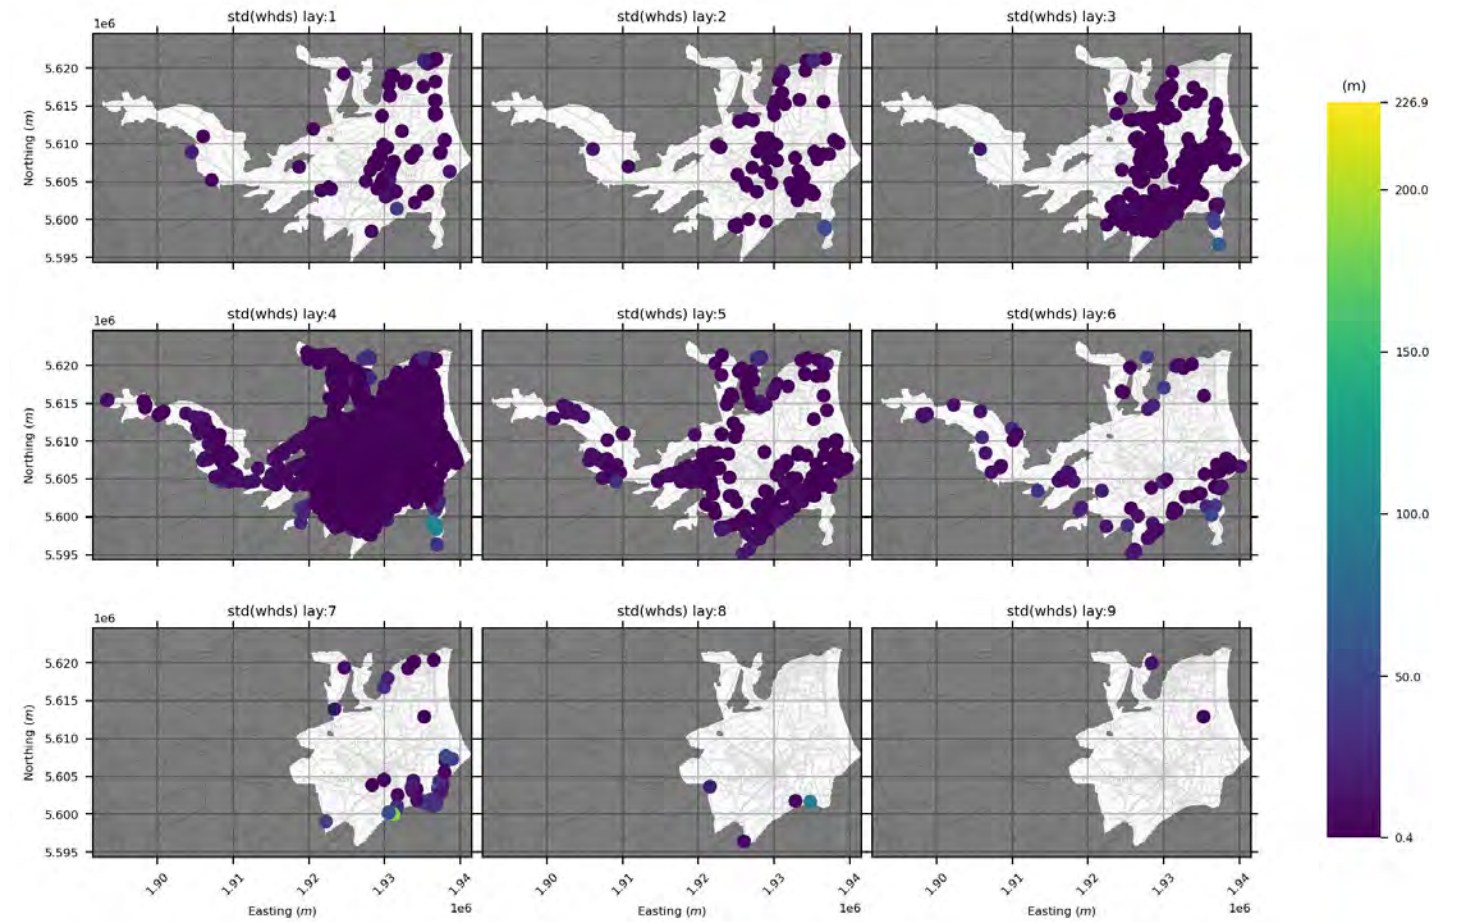 std(whds) lay:1
std(whds) lay:2
std(whds) lay:3
1e6
5.620
5.615
5.610
5.605
5.600
5.595
Northing (m)
(m)
226.9
200.0
150.0
100.0
50.0
0.4
std(whds) lay:4
std(whds) lay:5
std(whds) lay:6
1e6
5.620
5.615
5.610
5.605
5.600
5.595
Northing (m)
std(whds) lay:7
std(whds) lay:8
std(whds) lay:9
1e6
5.620
5.615
5.610
5.605
5.600
5.595
Northing (m)
1.90
1.91
1.92
1.93
1.94
1e6
Easting (m)
1.90
1.91
1.92
1.93
1.94
1e6
Easting (m)
1.90
1.91
1.92
1.93
1.94
1e6
Easting (m)